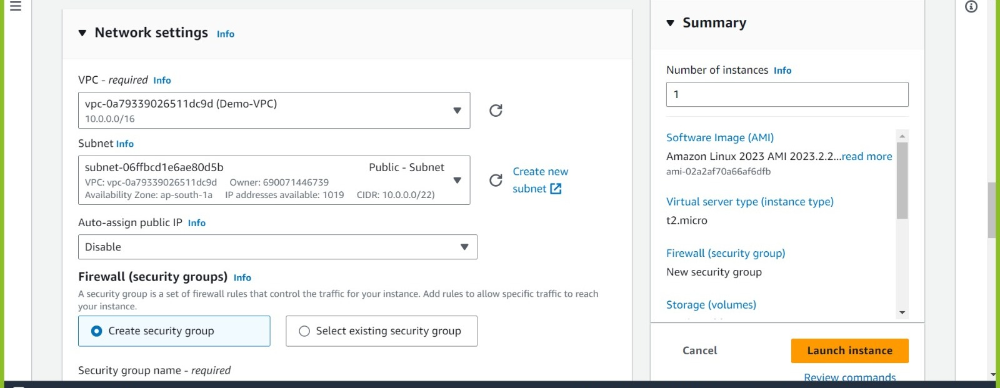 Network settings Info
VPC - required Info
vpc-0a79339026511dc9d (Demo-VPC)
10.0.0.0/16
Subnet Info
subnet-06ffbcd1e6ae80d5b Public - Subnet
VPC: vpc-0a79339026511dc9d Owner: 690071446739
Availability Zone: ap-south-1a IP addresses available: 1019 CIDR: 10.0.0.0/22)
Create new
subnet
Auto-assign public IP Info
Disable
Firewall (security groups) Info
A security group is a set of firewall rules that control the traffic for your instance. Add rules to allow specific traffic to reach
your instance.
Create security group
Select existing security group
Security group name - required
Summary
Number of instances Info
1
Software Image (AMI)
Amazon Linux 2023 AMI 2023.2.2...read more
ami-02a2af70a66af6dfb
Virtual server type (instance type)
t2.micro
Firewall (security group)
New security group
Storage (volumes)
Cancel
Launch instance
Review commands